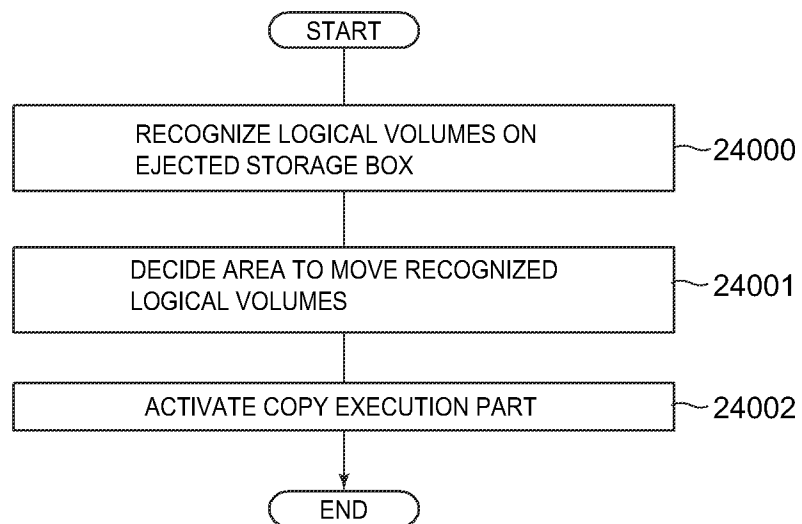 START
RECOGNIZE LOGICAL VOLUMES ON
EJECTED STORAGE BOX
24000
DECIDE AREA TO MOVE RECOGNIZED
LOGICAL VOLUMES
24001
ACTIVATE COPY EXECUTION PART
24002
END